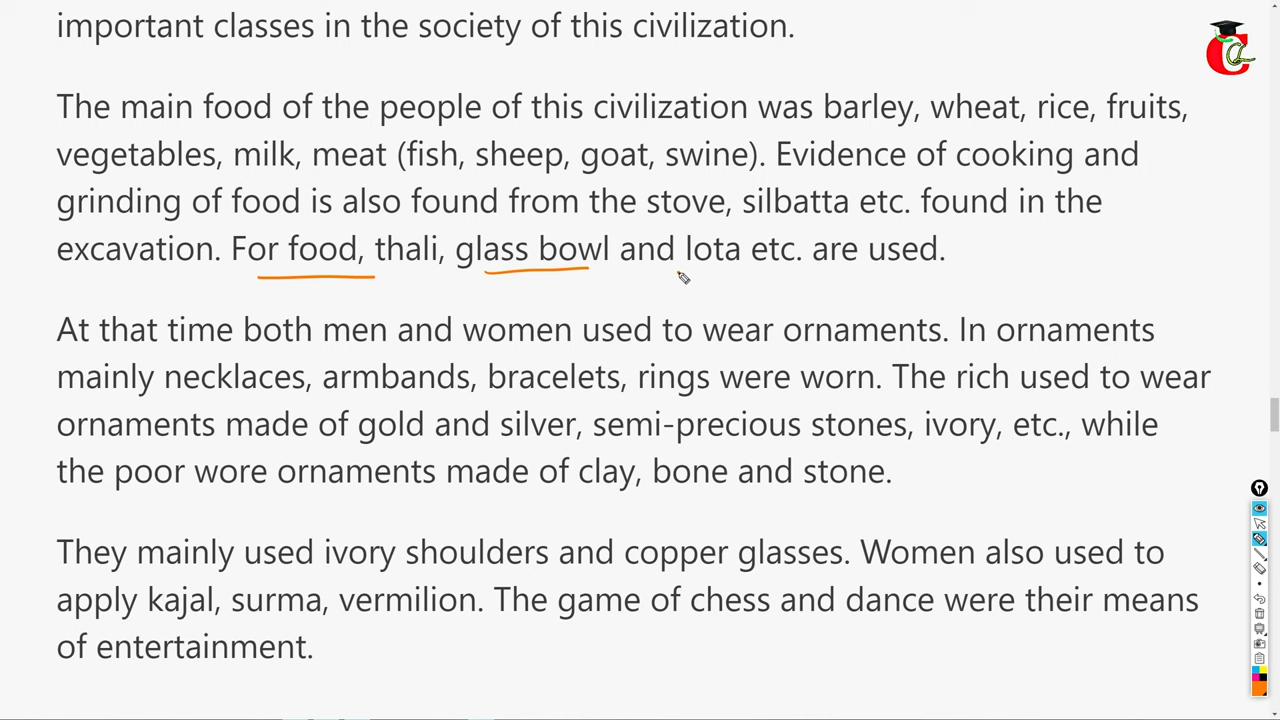 important classes in the society of this civilization.
The main food of the people of this civilization was barley, wheat, rice, fruits,
vegetables, milk, meat (fish, sheep, goat, swine). Evidence of cooking and
grinding of food is also found from the stove, silbatta etc. found in the
excavation. For food, thali, glass bowl and lota etc. are used.
At that time both men and women used to wear ornaments. In ornaments
mainly necklaces, armbands, bracelets, rings were worn. The rich used to wear
ornaments made of gold and silver, semi-precious stones, ivory, etc., while
the poor wore ornaments made of clay, bone and stone.
They mainly used ivory shoulders and copper glasses. Women also used to
apply kajal, surma, vermilion. The game of chess and dance were their means
of entertainment.